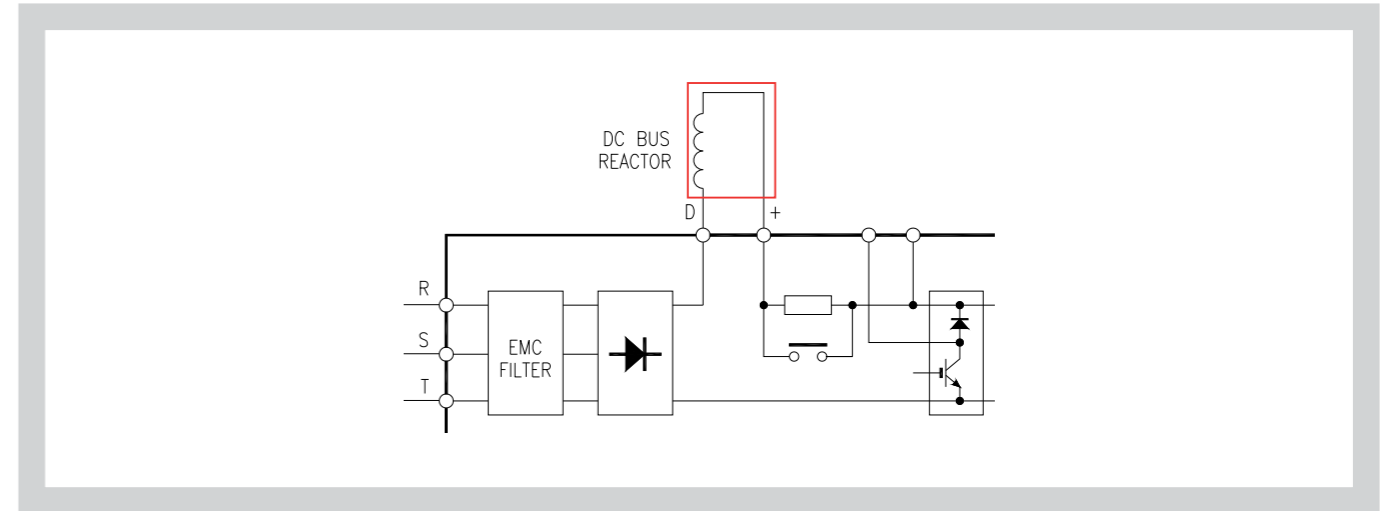 DC BUS
REACTOR
D
+
R
S
T
EMC
FILTER